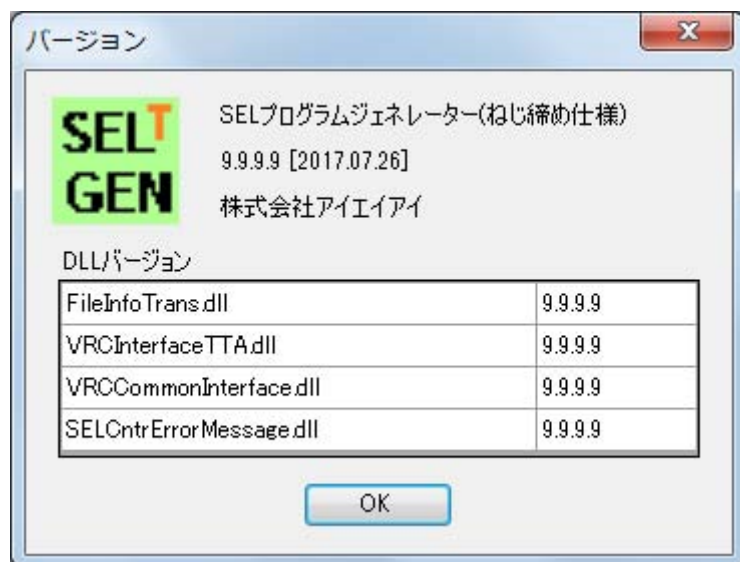 バージョン
SELT
GEN
SELプログラムジェネレーター(ねじ締め仕様)
9.9.9.9 [2017.07.26]
株式会社アイエイアイ
DLLバージョン
FileInfoTrans.dll 9.9.9.9
VRCInterfaceTTA.dll 9.9.9.9
VRCCommonInterface.dll 9.9.9.9
SELCntrErrorMessage.dll 9.9.9.9
OK